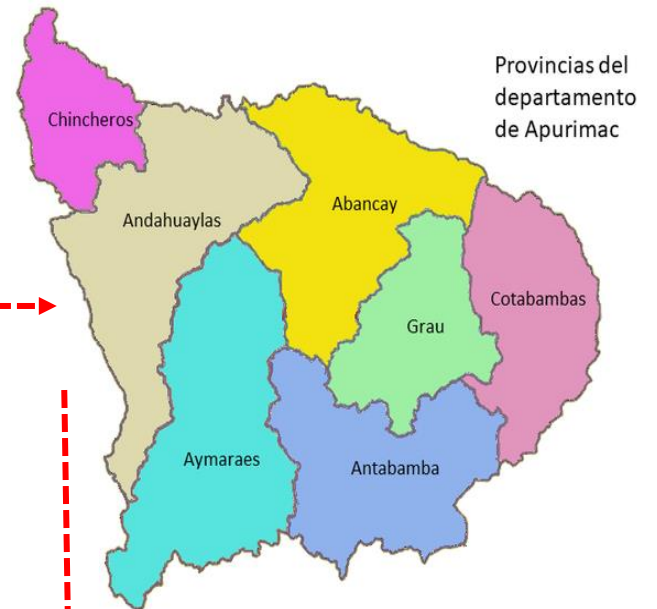 Provincias del
departamento
de Apurimac
Chincheros
Andahuaylas
Abancay
Cotabambas
Grau
Aymaraes
Antabamba